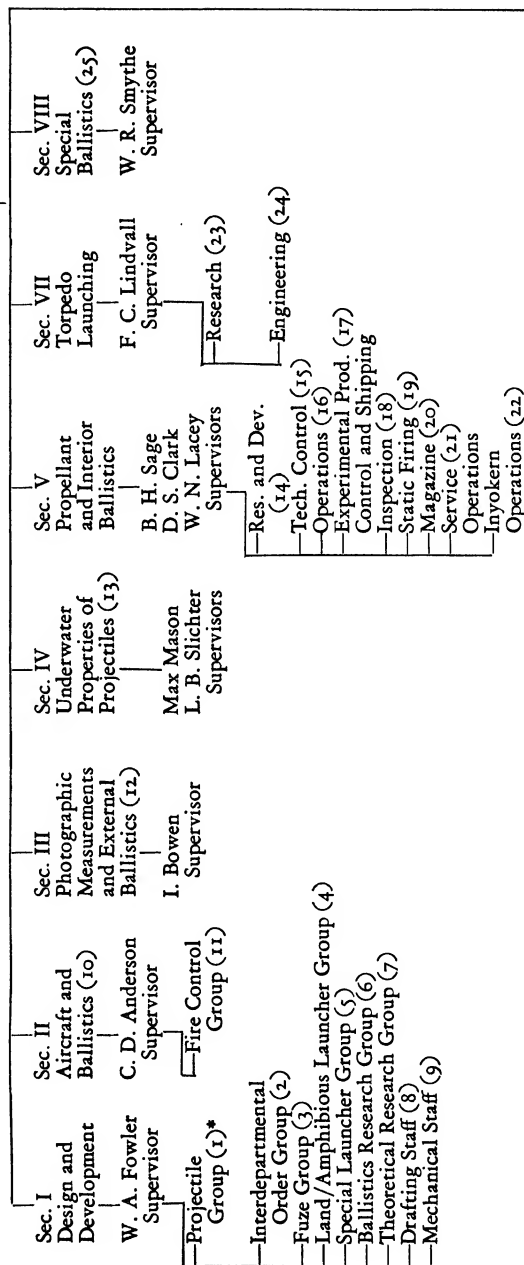 Sec. I
Design and
Development
W. A. Fowler
Supervisor
Projectile
Group (1)*
Interdepartmental
Order Group (2)
Fuze Group (3)
Land/Amphibious Launcher Group (4)
Special Launcher Group (5)
Ballistics Research Group (6)
Theoretical Research Group (7)
Drafting Staff (8)
Mechanical Staff (9)
Sec. II
Aircraft and
Ballistics (10)
C. D. Anderson
Supervisor
Fire Control
Group (11)
Sec. III
Photographic
Measurements
and External
Ballistics (12)
I. Bowen
Supervisor
Sec. IV
Underwater
Properties of
Projectiles (13)
Max Mason
L. B. Slichter
Supervisors
Sec. V
Propellant
and Interior
Ballistics
B. H. Sage
D. S. Clark
W. N. Lacey
Supervisors
Res. and Dev.
(14)
Tech. Control (15)
Operations (16)
Experimental Prod. (17)
Control and Shipping
Inspection (18)
Static Firing (19)
Magazine (20)
Service (21)
Operations
Inyokern
Operations (22)
Sec. VII
Torpedo
Launching
F. C. Lindvall
Supervisor
Research (23)
Engineering (24)
Sec. VIII
Special
Ballistics (25)
W. R. Smythe
Supervisor